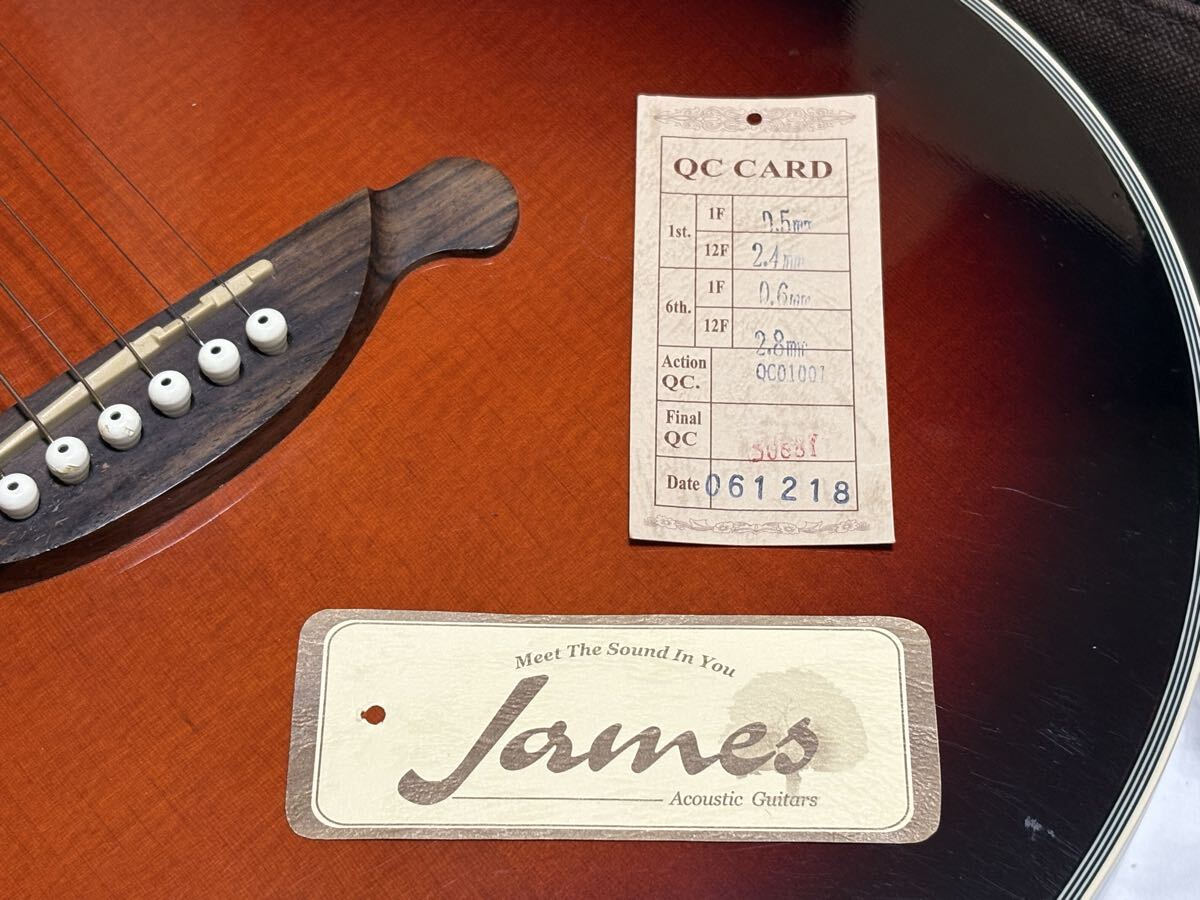 QC CARD
1st. 1F 0.5mm
12F 2.4mm
6th. 1F 0.6mm
12F 2.8mm
Action QC. QC01001
Final QC
Date 061218
Meet The Sound In You
James
Acoustic Guitars